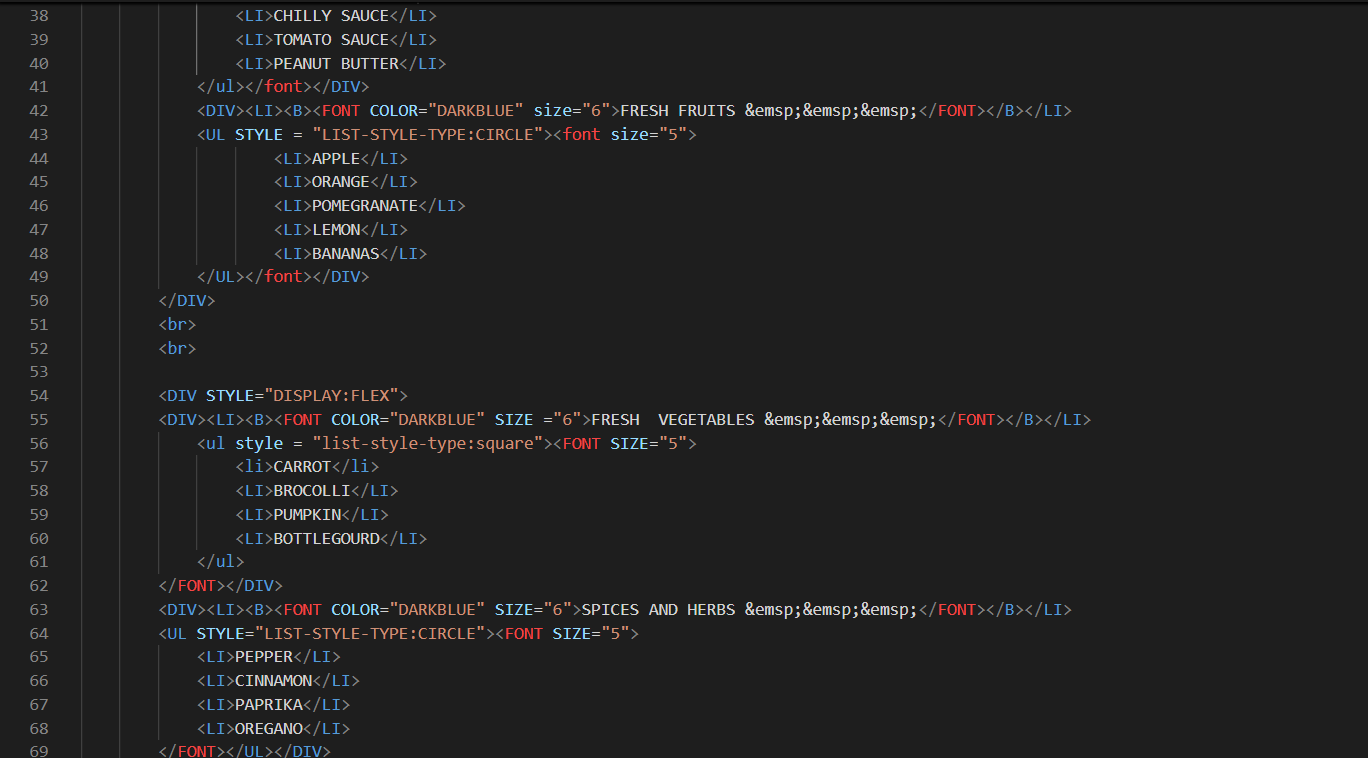 38 <LI>CHILLY SAUCE</LI>
39 <LI>TOMATO SAUCE</LI>
40 <LI>PEANUT BUTTER</LI>
41 </ul></font></DIV>
42 <DIV><LI><B><FONT COLOR="DARKBLUE" size="6">FRESH FRUITS &emsp;&emsp;&emsp;</FONT></B></LI>
43 <UL STYLE = "LIST-STYLE-TYPE:CIRCLE"><font size="5">
44 <LI>APPLE</LI>
45 <LI>ORANGE</LI>
46 <LI>POMEGRANATE</LI>
47 <LI>LEMON</LI>
48 <LI>BANANAS</LI>
49 </UL></font></DIV>
50 </DIV>
51 <br>
52 <br>
53
54 <DIV STYLE="DISPLAY:FLEX">
55 <DIV><LI><B><FONT COLOR="DARKBLUE" SIZE ="6">FRESH  VEGETABLES &emsp;&emsp;&emsp;</FONT></B></LI>
56 <ul style = "list-style-type:square"><FONT SIZE="5">
57 <li>CARROT</li>
58 <LI>BROCOLLI</LI>
59 <LI>PUMPKIN</LI>
60 <LI>BOTTLEGOURD</LI>
61 </ul>
62 </FONT></DIV>
63 <DIV><LI><B><FONT COLOR="DARKBLUE" SIZE="6">SPICES AND HERBS &emsp;&emsp;&emsp;</FONT></B></LI>
64 <UL STYLE="LIST-STYLE-TYPE:CIRCLE"><FONT SIZE="5">
65 <LI>PEPPER</LI>
66 <LI>CINNAMON</LI>
67 <LI>PAPRIKA</LI>
68 <LI>OREGANO</LI>
69 </FONT></UL></DIV>